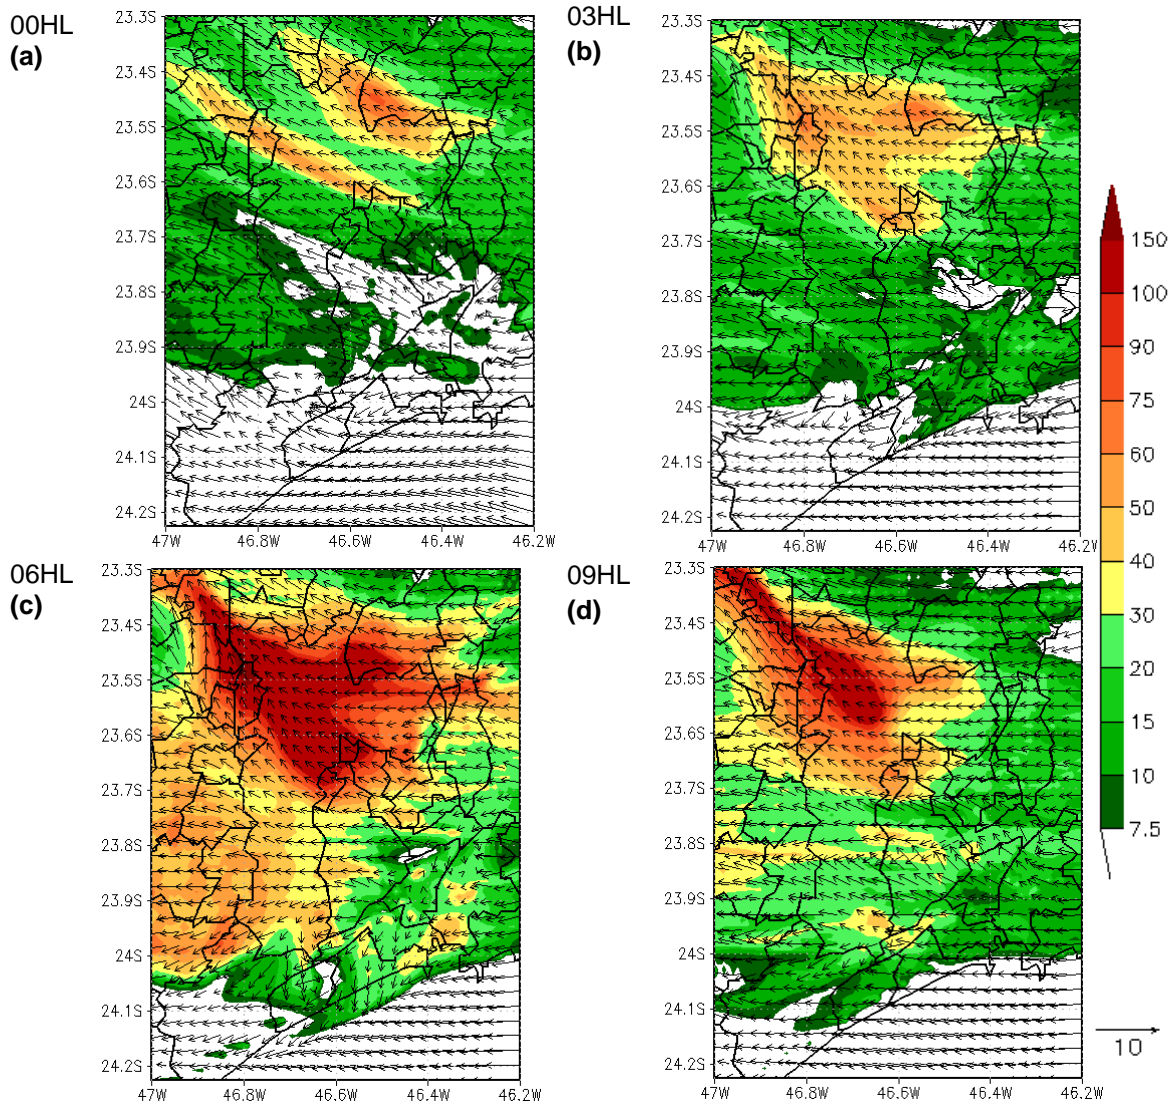 00HL
(a)
23.3S
23.4S
23.5S
23.6S
23.7S
23.8S
23.9S
24S
24.1S
24.2S
47W
46.8W
46.6W
46.4W
46.2W
03HL
(b)
23.3S
23.4S
23.5S
23.6S
23.7S
23.8S
23.9S
24S
24.1S
24.2S
47W
46.8W
46.6W
46.4W
46.2W
150
100
90
75
60
50
40
30
20
15
10
7.5
06HL
(c)
23.3S
23.4S
23.5S
23.6S
23.7S
23.8S
23.9S
24S
24.1S
24.2S
47W
46.8W
46.6W
46.4W
46.2W
09HL
(d)
23.3S
23.4S
23.5S
23.6S
23.7S
23.8S
23.9S
24S
24.1S
24.2S
47W
46.8W
46.6W
46.4W
46.2W
10